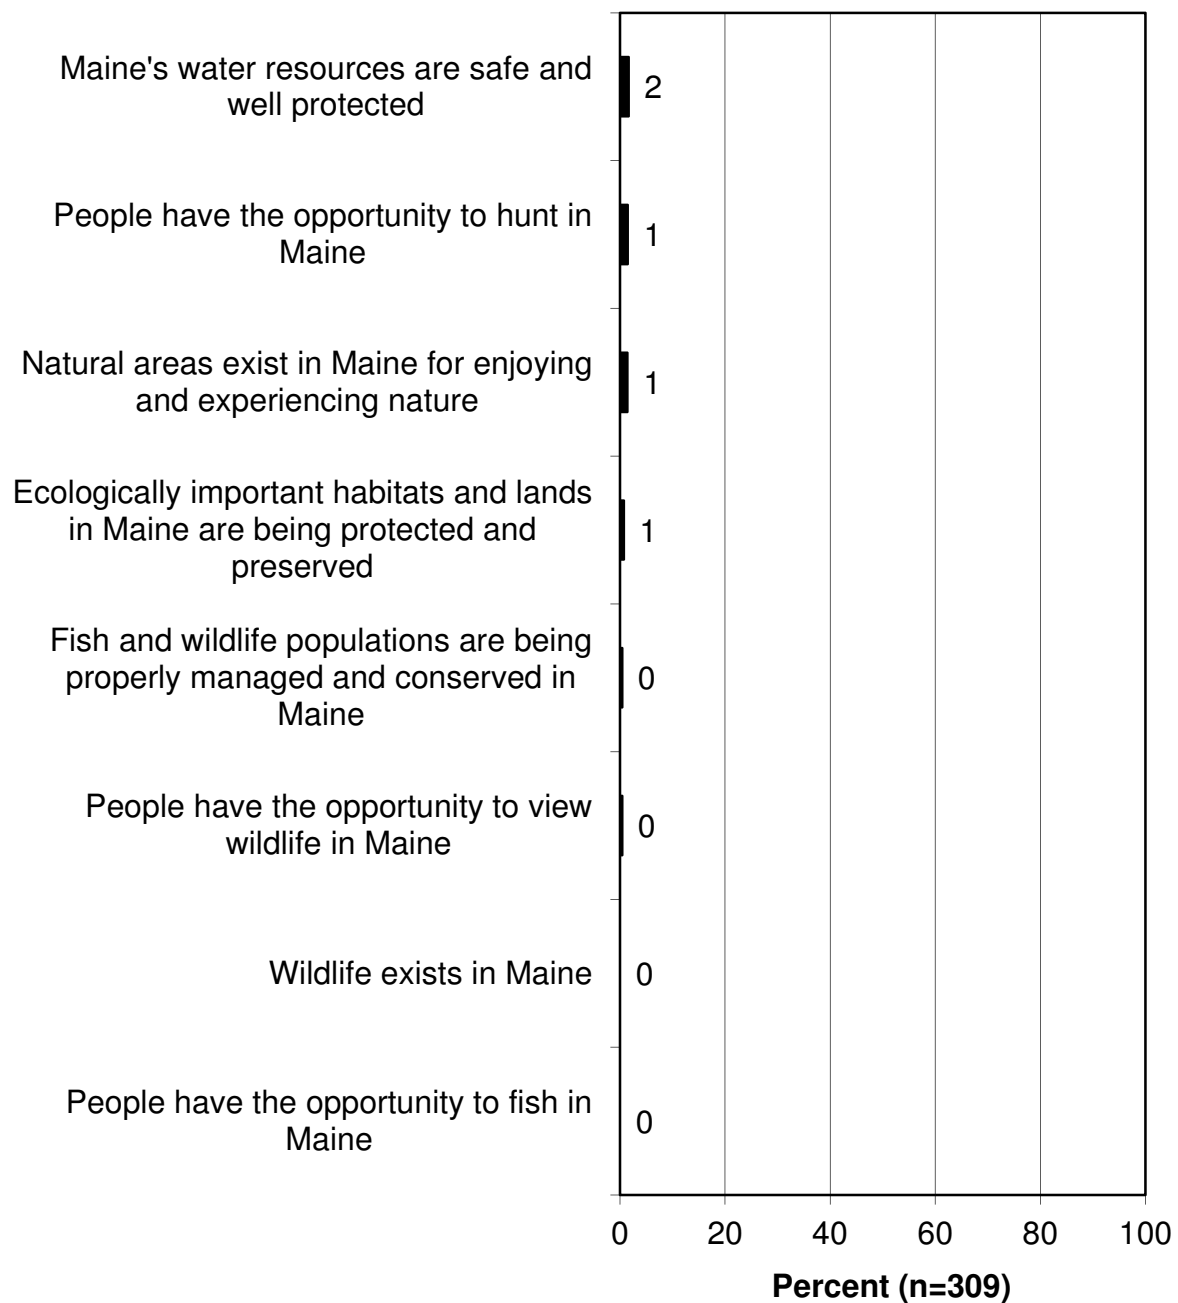 Maine's water resources are safe and
well protected
2
People have the opportunity to hunt in
Maine
1
Natural areas exist in Maine for enjoying
and experiencing nature
1
Ecologically important habitats and lands
in Maine are being protected and
preserved
1
Fish and wildlife populations are being
properly managed and conserved in
Maine
0
People have the opportunity to view
wildlife in Maine
0
Wildlife exists in Maine
0
People have the opportunity to fish in
Maine
0
0 20 40 60 80 100
Percent (n=309)